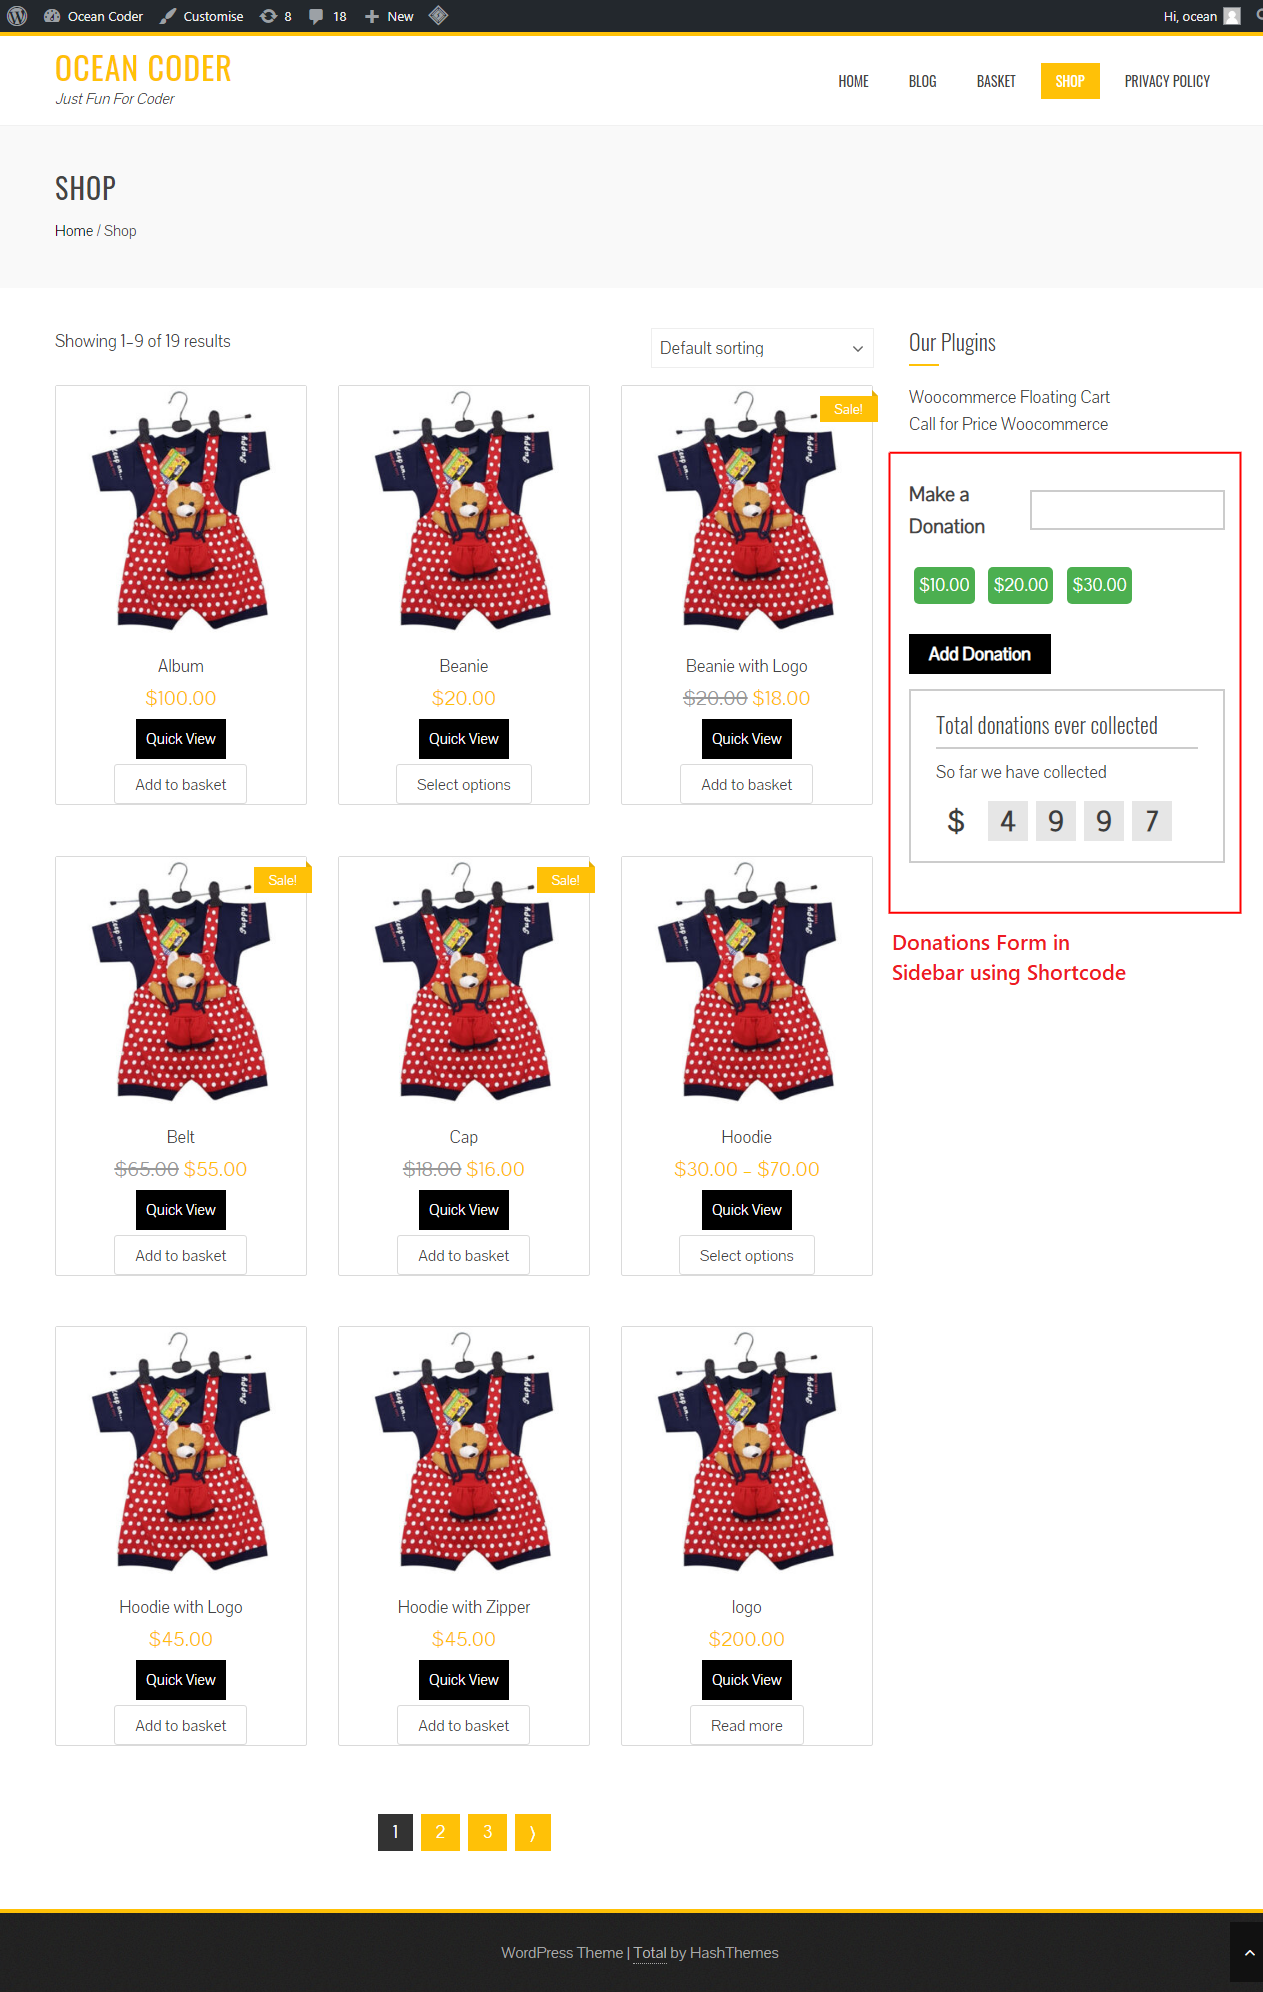 Ocean Coder Customise 8 18 New Hi, ocean
OCEAN CODER
Just Fun For Coder
HOME BLOG BASKET SHOP PRIVACY POLICY
SHOP
Home / Shop
Showing 1–9 of 19 results
Default sorting
Album
$100.00
Quick View
Add to basket
Beanie
$20.00
Quick View
Select options
Sale!
Beanie with Logo
$20.00 $18.00
Quick View
Add to basket
Sale!
Belt
$65.00 $55.00
Quick View
Add to basket
Sale!
Cap
$18.00 $16.00
Quick View
Add to basket
Hoodie
$30.00 – $70.00
Quick View
Select options
Hoodie with Logo
$45.00
Quick View
Add to basket
Hoodie with Zipper
$45.00
Quick View
Add to basket
logo
$200.00
Quick View
Read more
1 2 3 ⟩
Our Plugins
Woocommerce Floating Cart
Call for Price Woocommerce
Make a
Donation
$10.00 $20.00 $30.00
Add Donation
Total donations ever collected
So far we have collected
$ 4 9 9 7
Donations Form in
Sidebar using Shortcode
WordPress Theme | Total by HashThemes